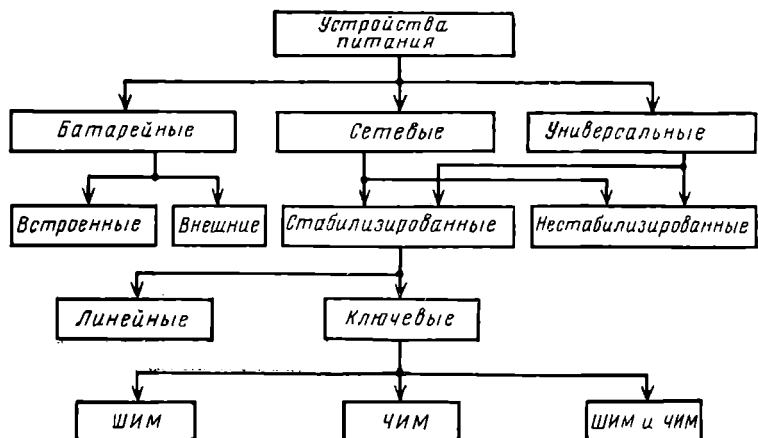 Устройства
питания
Батарейные
Сетевые
Универсальные
Встроенные
Внешние
Стабилизированные
Нестабилизированные
Линейные
Ключевые
ШИМ
ЧИМ
ШИМ и ЧИМ